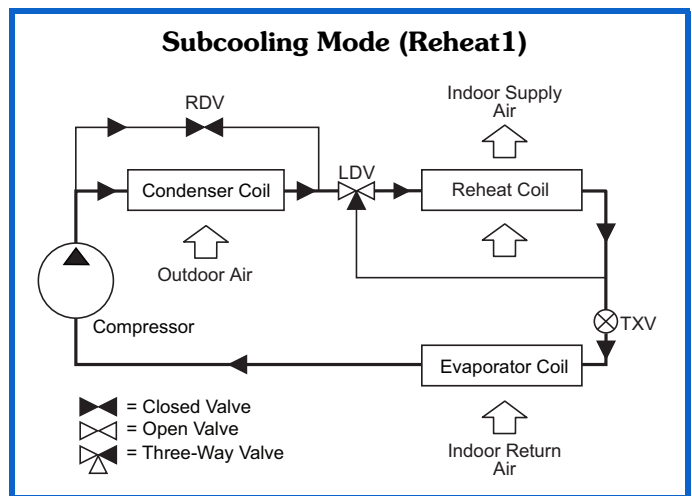 Subcooling Mode (Reheat1)
Indoor Supply
Air
RDV
LDV
Condenser Coil
Reheat Coil
Outdoor Air
Compressor
TXV
Evaporator Coil
= Closed Valve
= Open Valve
= Three-Way Valve
Indoor Return
Air